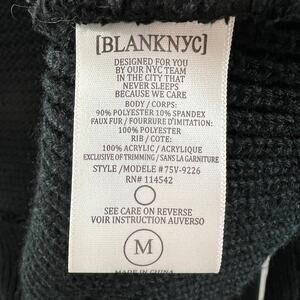 [BLANKNYC]
DESIGNED FOR YOU
BY OUR NYC TEAM
IN THE CITY THAT
NEVER SLEEPS
BECAUSE WE CARE
BODY / CORPS:
90% POLYESTER 10% SPANDEX
FAUX FUR / FOURRURE D'IMITATION:
100% POLYESTER
RIB / COTE:
100% ACRYLIC / ACRYLIQUE
EXCLUSIVE OF TRIMMING / SANS LA GARNITURE
STYLE /MODELE #75V-9226
RN# 114542
SEE CARE ON REVERSE
VOIR INSTRUCTION AUVERSO
M
MADE IN CHINA